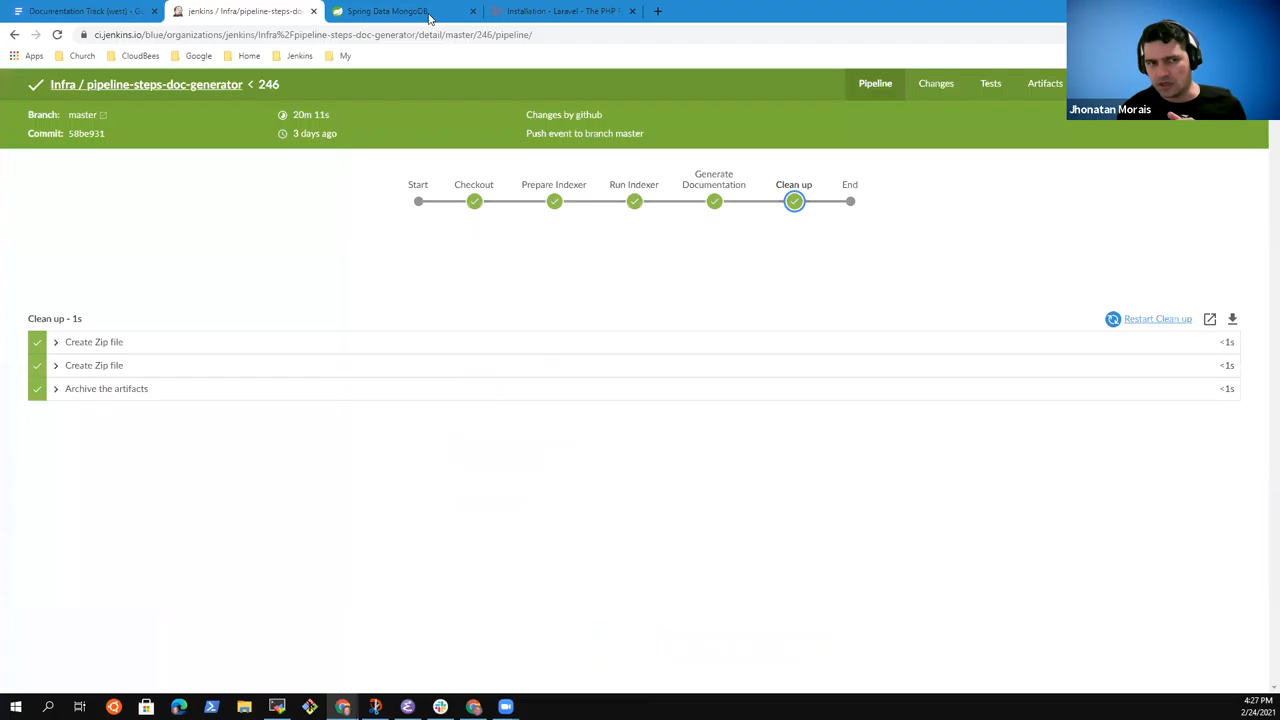 Documentation Track (west) - G
jenkins / Infra/pipeline-steps-do
Spring Data MongoDB
Installation - Laravel - The PHP F
ci.jenkins.io/blue/organizations/jenkins/Infra%2Fpipeline-steps-doc-generator/detail/master/246/pipeline/
Apps
Church
CloudBees
Google
Home
Jenkins
My
Infra / pipeline-steps-doc-generator < 246
Pipeline
Changes
Tests
Artifacts
Jhonatan Morais
Branch: master
20m 11s
Changes by github
Commit: 58be931
3 days ago
Push event to branch master
Start
Checkout
Prepare Indexer
Run Indexer
Generate
Documentation
Clean up
End
Clean up - 1s
Restart Clean up
Create Zip file
<1s
Create Zip file
<1s
Archive the artifacts
<1s
4:27 PM
2/24/2021